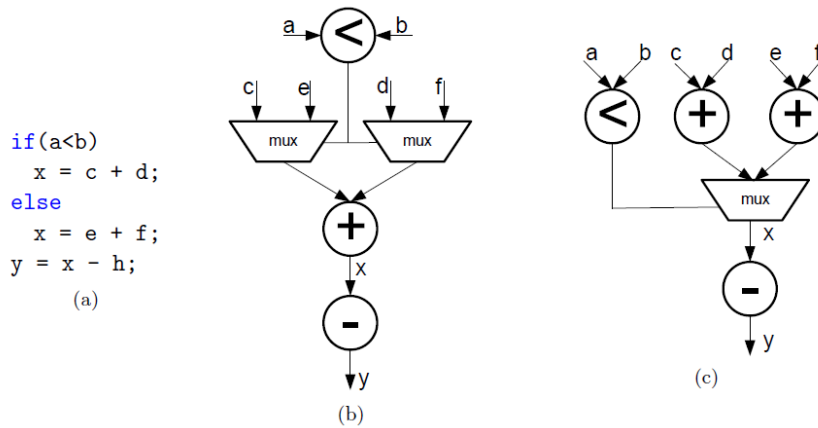 if(a<b)
x = c + d;
else
x = e + f;
y = x - h;
(a)
a < b
c e d f
mux mux
+
x
-
y
(b)
a b c d e f
< + +
mux
x
-
y
(c)